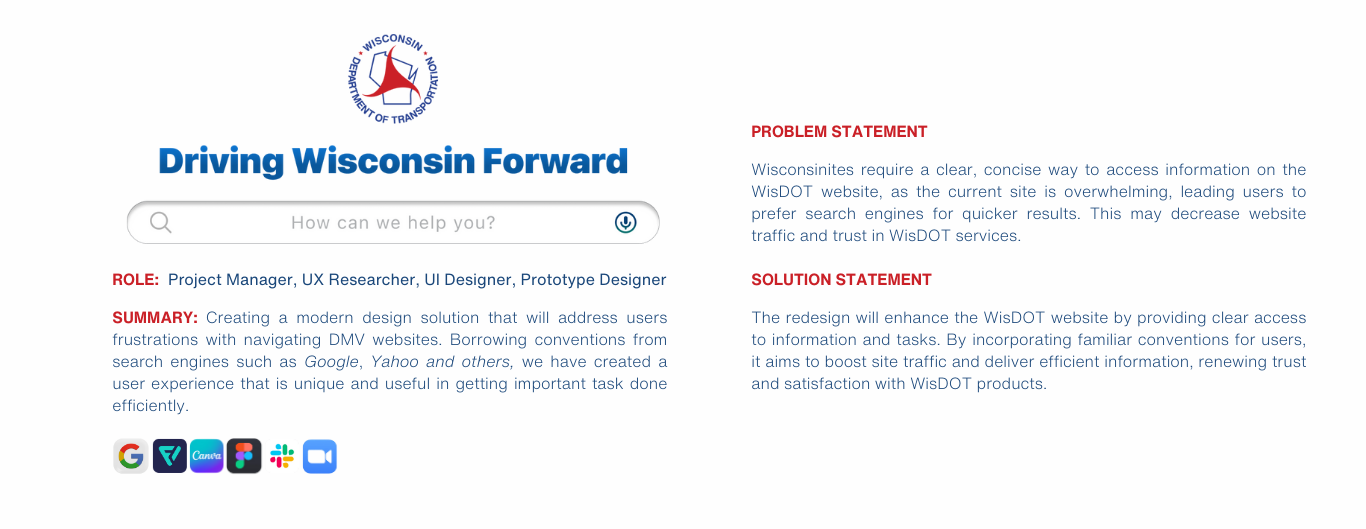 WISCONSIN
DEPARTMENT OF TRANSPORTATION
Driving Wisconsin Forward
How can we help you?
ROLE: Project Manager, UX Researcher, UI Designer, Prototype Designer
SUMMARY: Creating a modern design solution that will address users
frustrations with navigating DMV websites. Borrowing conventions from
search engines such as Google, Yahoo and others, we have created a
user experience that is unique and useful in getting important task done
efficiently.
Canva
PROBLEM STATEMENT
Wisconsinites require a clear, concise way to access information on the
WisDOT website, as the current site is overwhelming, leading users to
prefer search engines for quicker results. This may decrease website
traffic and trust in WisDOT services.
SOLUTION STATEMENT
The redesign will enhance the WisDOT website by providing clear access
to information and tasks. By incorporating familiar conventions for users,
it aims to boost site traffic and deliver efficient information, renewing trust
and satisfaction with WisDOT products.